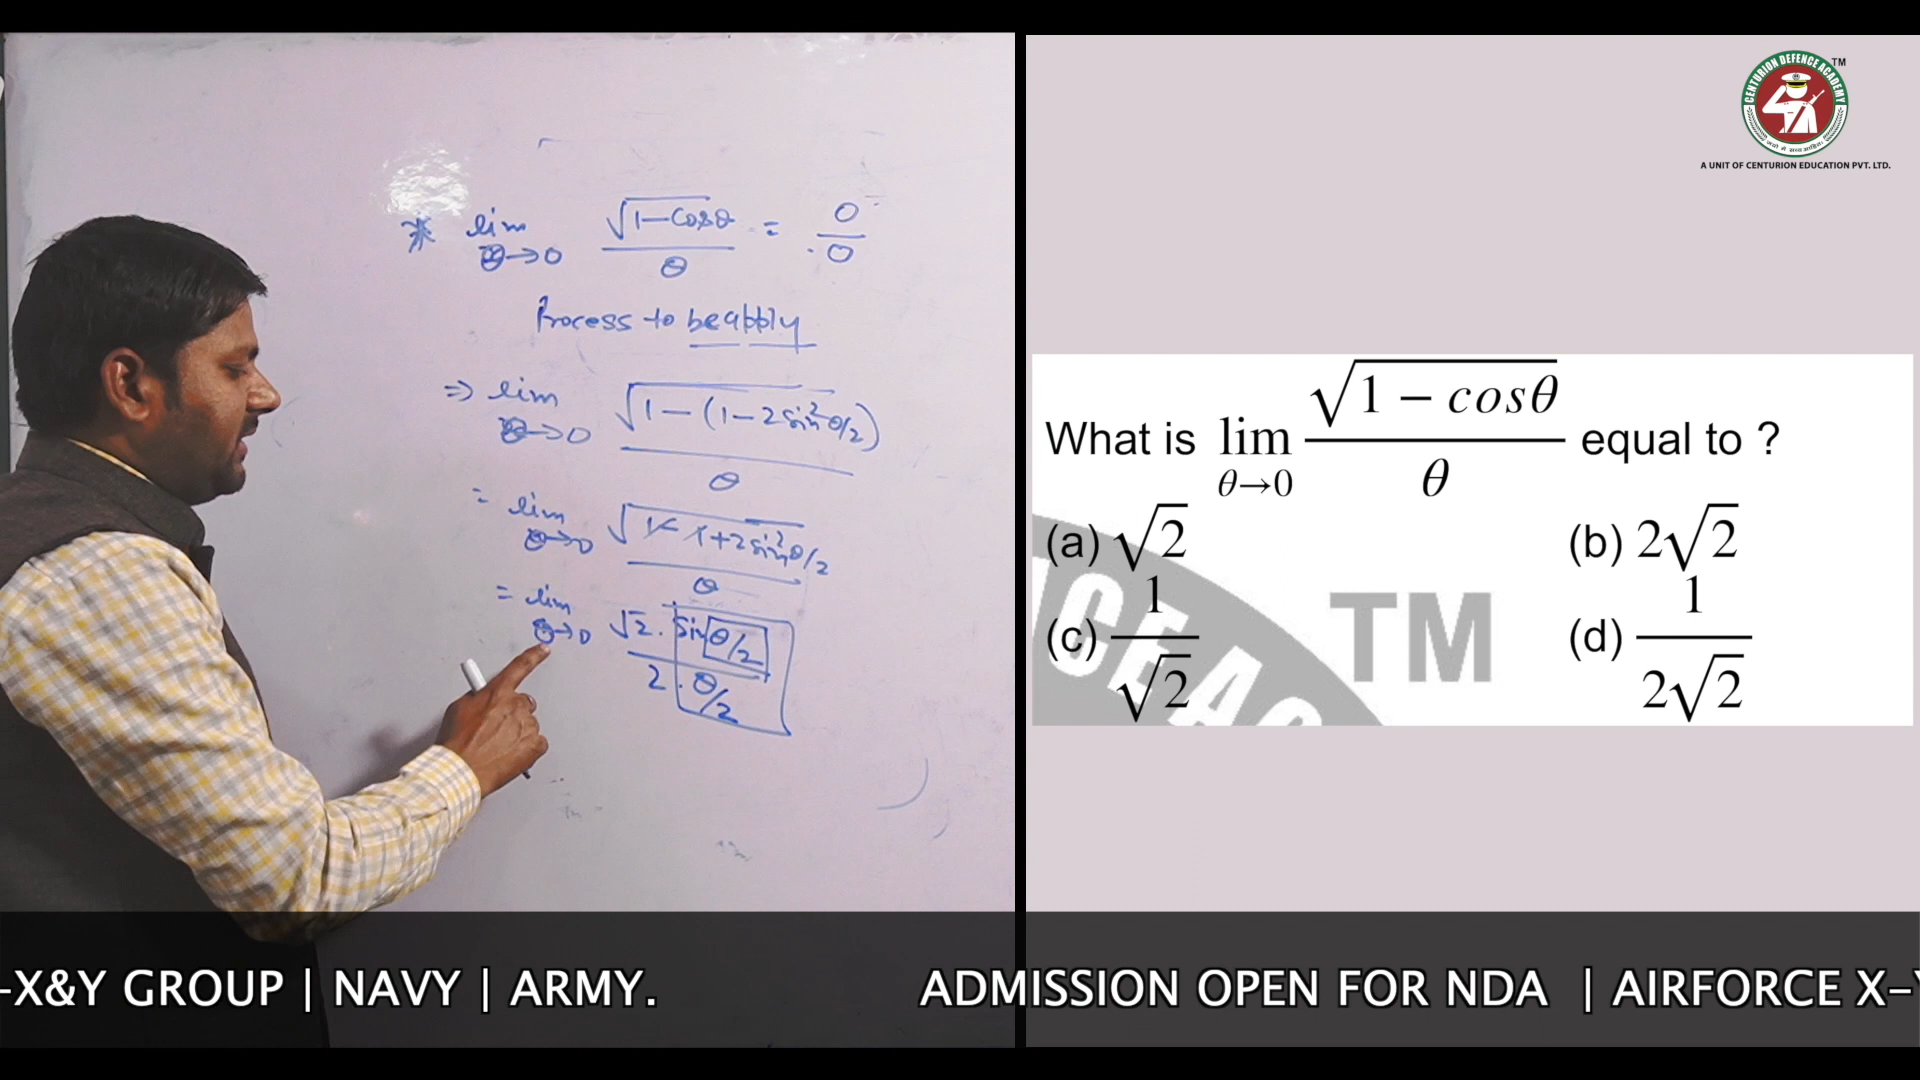 * lim θ→0 √1-Cosθ / θ = 0/0
Process to be apply
⇒ lim θ→0 √1-(1-2sin²θ/2) / θ
= lim θ→0 √1-1+2sin²θ/2 / θ
= lim θ→0 √2. sin θ/2 / 2. θ/2
CENTURION DEFENCE ACADEMY
TM
A UNIT OF CENTURION EDUCATION PVT. LTD.
What is lim θ→0 √1 − cosθ / θ equal to ?
(a) √2 (b) 2√2
(c) 1/√2 (d) 1/2√2
CE AC
TM
-X&Y GROUP | NAVY | ARMY. ADMISSION OPEN FOR NDA | AIRFORCE X-Y